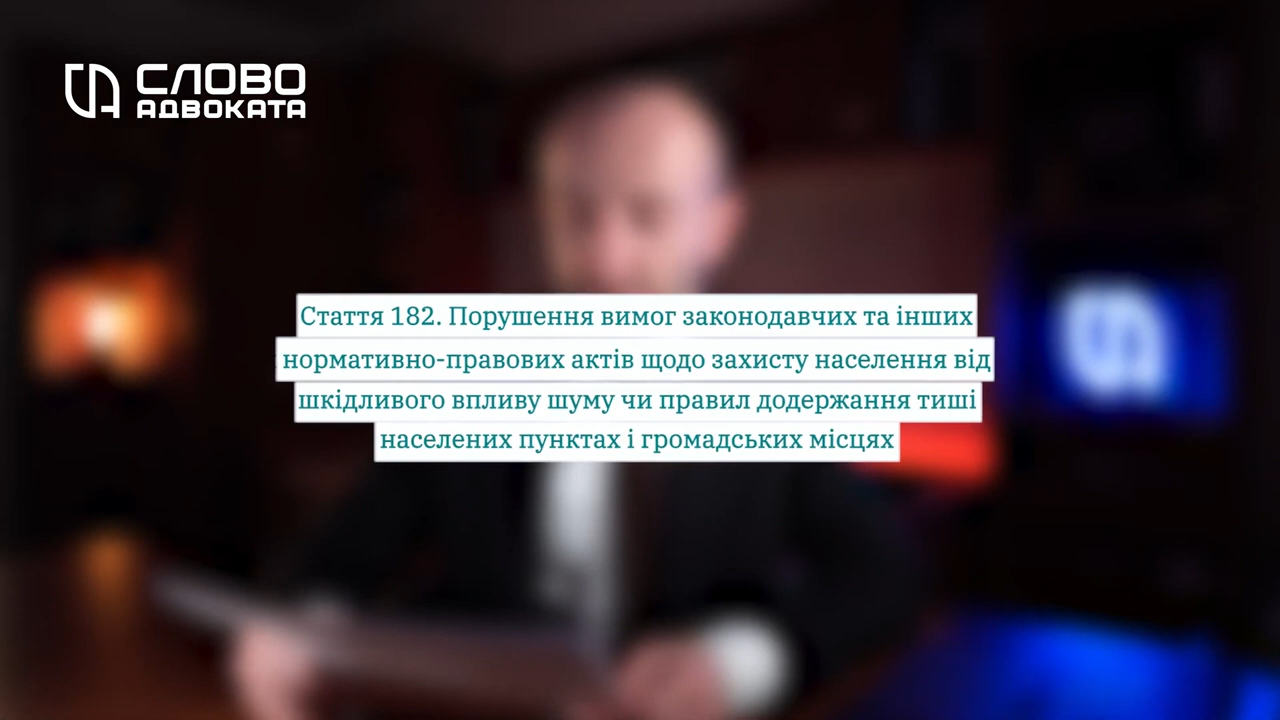 СЛОВО
АДВОКАТА
Стаття 182. Порушення вимог законодавчих та інших
нормативно-правових актів щодо захисту населення від
шкідливого впливу шуму чи правил додержання тиші
населених пунктах і громадських місцях